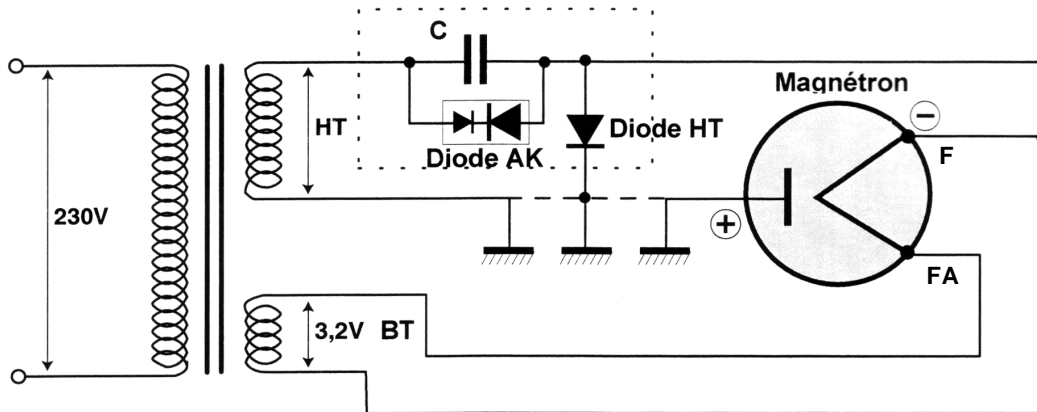 C
Magnétron
HT
Diode HT
−
F
Diode AK
230V
+
FA
3,2V BT